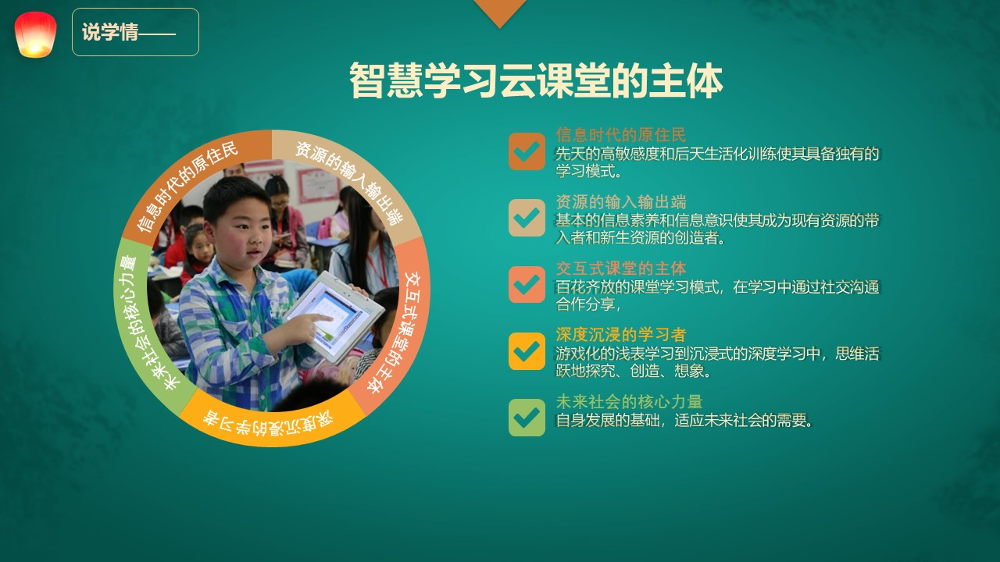 说学情——
智慧学习云课堂的主体
信息时代的原住民
资源的输入输出端
交互式课堂的主体
深度沉浸的学习者
未来社会的核心力量
信息时代的原住民
先天的高敏感度和后天生活化训练使其具备独有的
学习模式。
资源的输入输出端
基本的信息素养和信息意识使其成为现有资源的带
入者和新生资源的创造者。
交互式课堂的主体
百花齐放的课堂学习模式，在学习中通过社交沟通
合作分享，
深度沉浸的学习者
游戏化的浅表学习到沉浸式的深度学习中，思维活
跃地探究、创造、想象。
未来社会的核心力量
自身发展的基础，适应未来社会的需要。